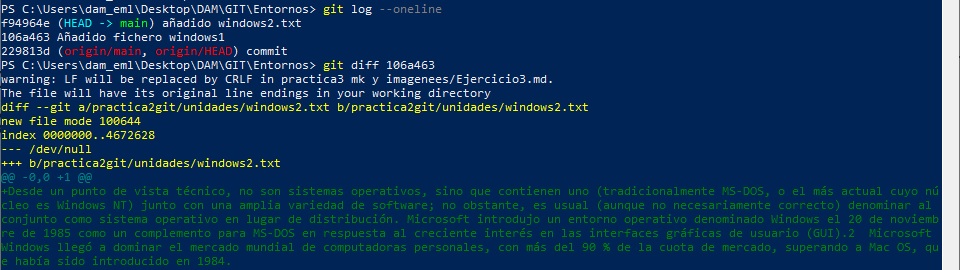 PS C:\Users\dam_eml\Desktop\DAM\GIT\Entornos> git log --oneline
f94964e (HEAD -> main) añadido windows2.txt
106a463 Añadido fichero windows1
229813d (origin/main, origin/HEAD) commit
PS C:\Users\dam_eml\Desktop\DAM\GIT\Entornos> git diff 106a463
warning: LF will be replaced by CRLF in practica3 mk y imagenees/Ejercicio3.md.
The file will have its original line endings in your working directory
diff --git a/practica2git/unidades/windows2.txt b/practica2git/unidades/windows2.txt
new file mode 100644
index 0000000..4672628
--- /dev/null
+++ b/practica2git/unidades/windows2.txt
@@ -0,0 +1 @@
+Desde un punto de vista técnico, no son sistemas operativos, sino que contienen uno (tradicionalmente MS-DOS, o el más actual cuyo nú
cleo es Windows NT) junto con una amplia variedad de software; no obstante, es usual (aunque no necesariamente correcto) denominar al
conjunto como sistema operativo en lugar de distribución. Microsoft introdujo un entorno operativo denominado Windows el 20 de noviemb
re de 1985 como un complemento para MS-DOS en respuesta al creciente interés en las interfaces gráficas de usuario (GUI).2  Microsoft
Windows llegó a dominar el mercado mundial de computadoras personales, con más del 90 % de la cuota de mercado, superando a Mac OS, qu
e había sido introducido en 1984.